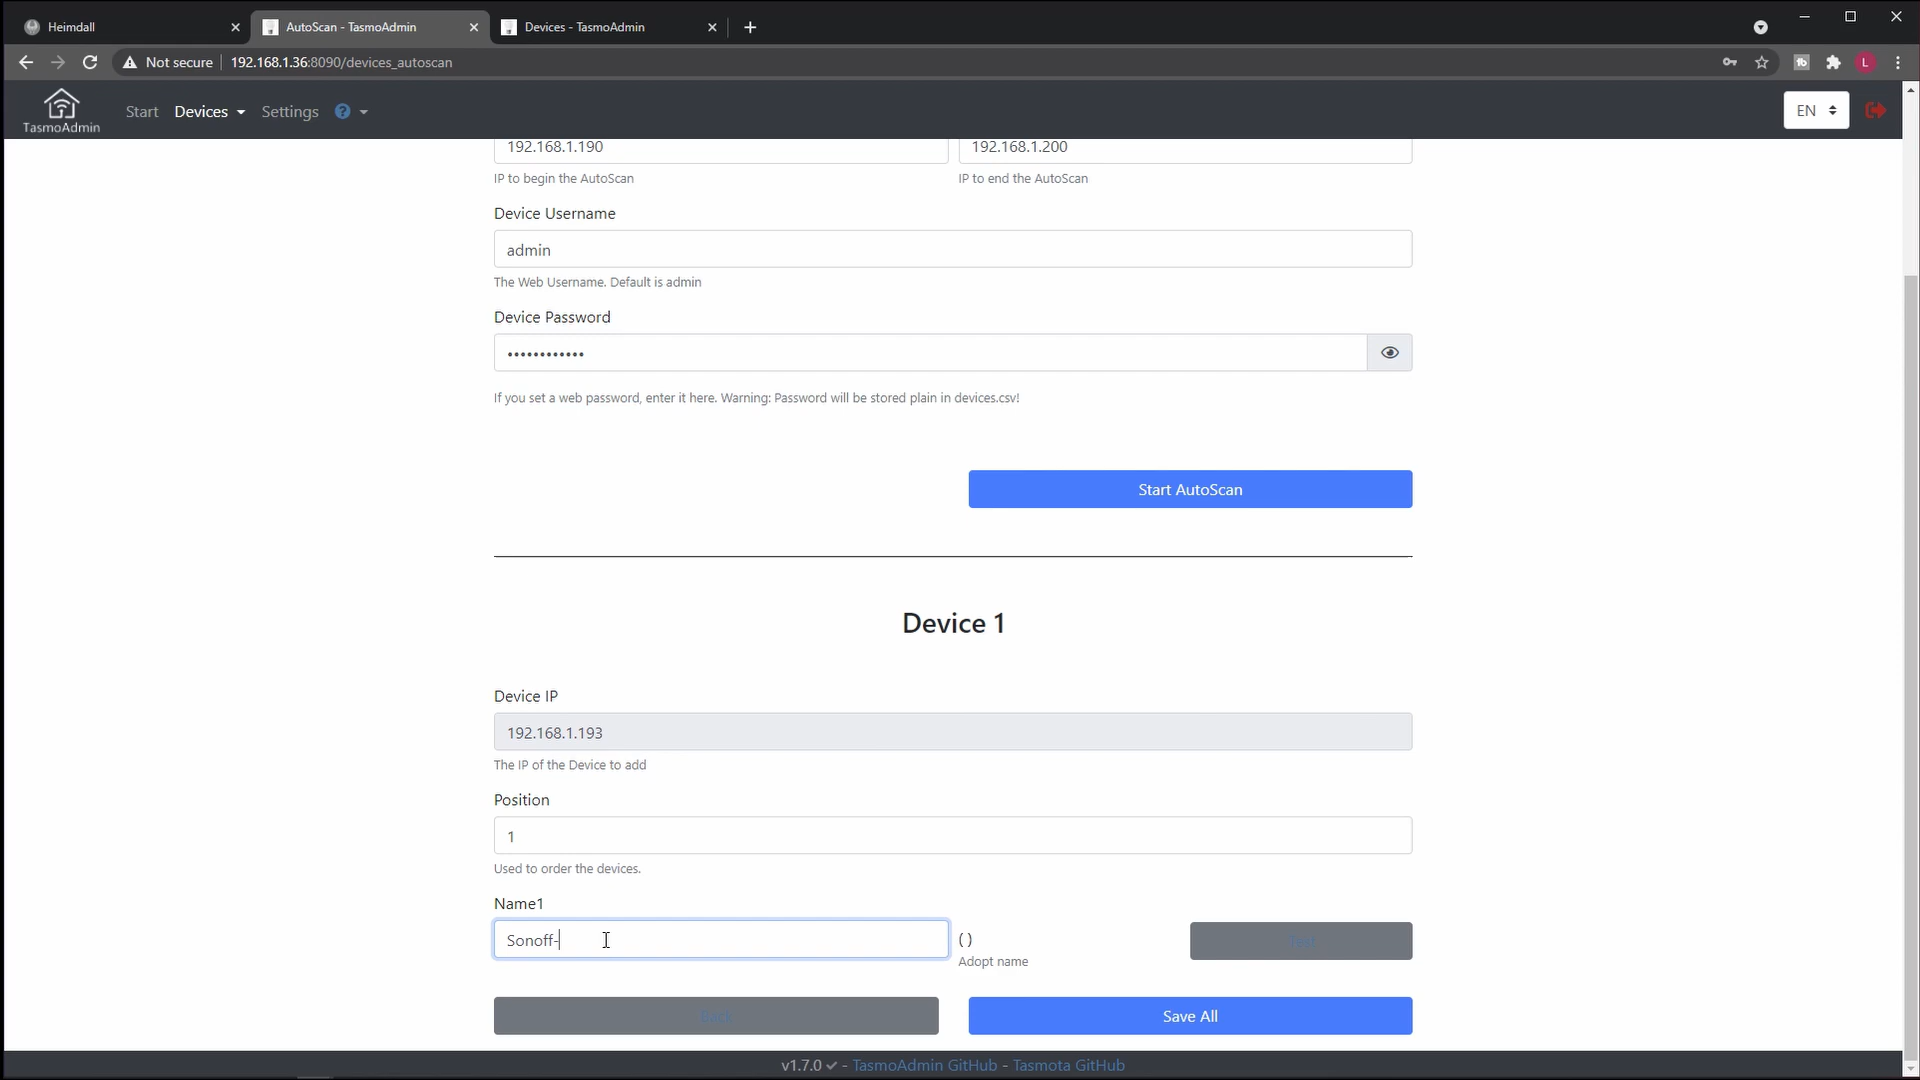 Heimdall
AutoScan - TasmoAdmin
Devices - TasmoAdmin
Not secure
192.168.1.36:8090/devices_autoscan
L
TasmoAdmin
Start
Devices
Settings
?
EN
192.168.1.190
192.168.1.200
IP to begin the AutoScan
IP to end the AutoScan
Device Username
admin
The Web Username. Default is admin
Device Password
••••••••••••
If you set a web password, enter it here. Warning: Password will be stored plain in devices.csv!
Start AutoScan
Device 1
Device IP
192.168.1.193
The IP of the Device to add
Position
1
Used to order the devices.
Name1
Sonoff-
( )
Test
Adopt name
Back
Save All
v1.7.0 ✓ - TasmoAdmin GitHub - Tasmota GitHub